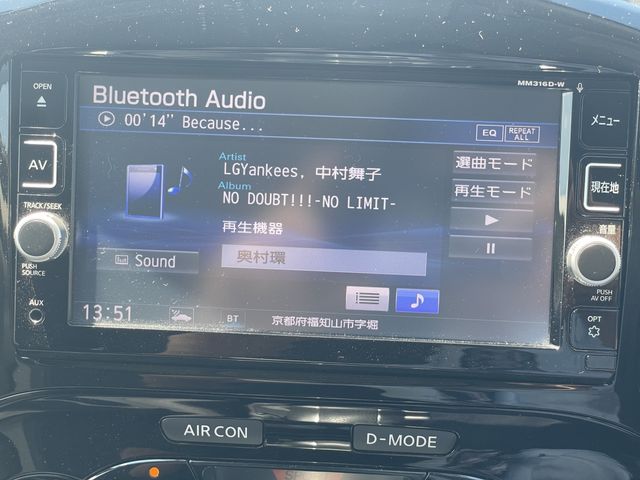 OPEN
MM316D-W
Bluetooth Audio
メニュー
00'14" Because...
EQ
REPEAT ALL
AV
Artist
LGYankees, 中村舞子
選曲モード
Album
NO DOUBT!!!-NO LIMIT-
再生モード
現在地
TRACK/SEEK
再生機器
音量
Sound
奥村環
PUSH
SOURCE
PUSH
AV OFF
AUX
13:51
BT
京都府福知山市字堀
OPT
AIR CON
D-MODE